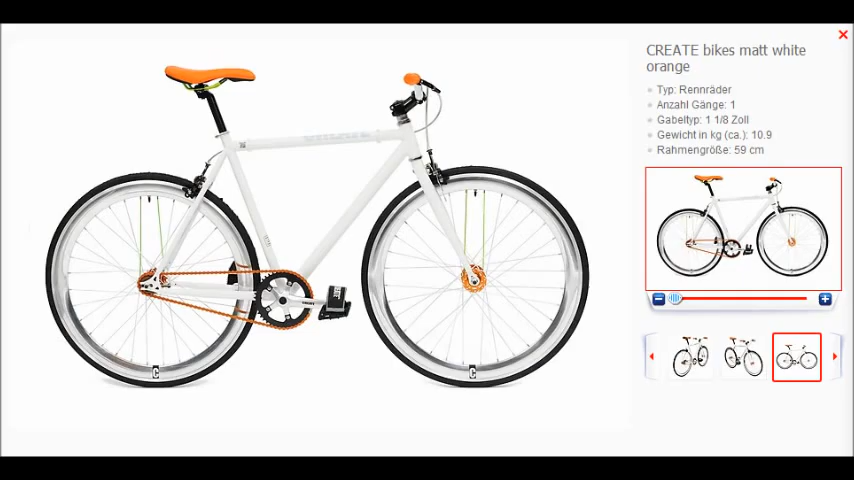 CREATE bikes matt white
orange
Typ: Rennräder
Anzahl Gänge: 1
Gabeltyp: 1 1/8 Zoll
Gewicht in kg (ca.): 10.9
Rahmengröße: 59 cm